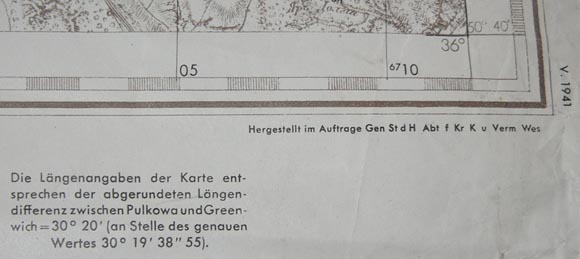 50" 40°
36°
05
⁶⁷10
V. 1941
Hergestellt im Auftrage Gen St d H Abt f Kr K u Verm Wes
Die Längenangaben der Karte ent-
sprechen der abgerundeten Längen-
differenz zwischen Pulkowa und Green-
wich = 30° 20' (an Stelle des genauen
Wertes 30° 19' 38" 55).